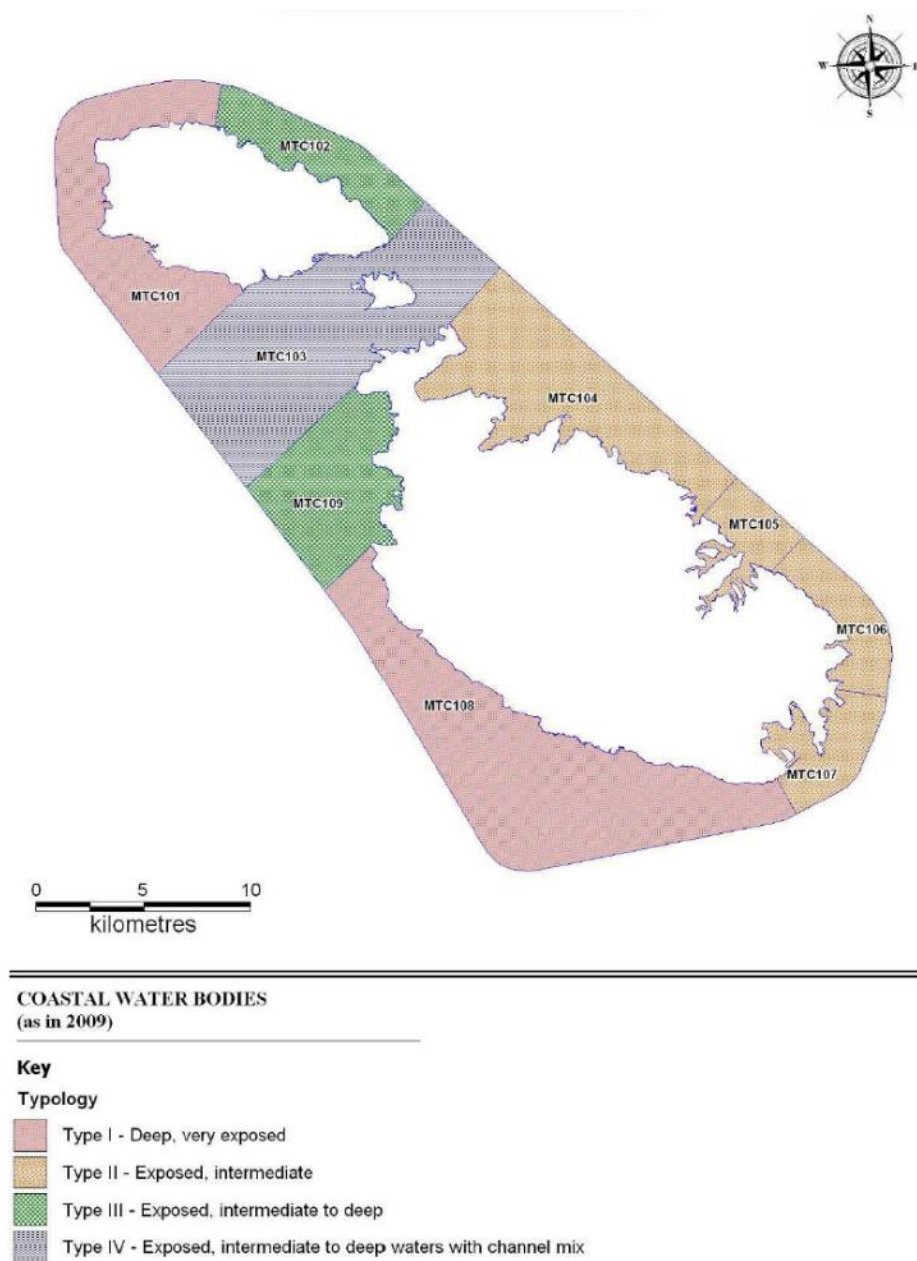 N
W E
S
MTC102
MTC101
MTC103
MTC104
MTC109
MTC105
MTC106
MTC108
MTC107
0 5 10
kilometres
COASTAL WATER BODIES
(as in 2009)
Key
Typology
Type I - Deep, very exposed
Type II - Exposed, intermediate
Type III - Exposed, intermediate to deep
Type IV - Exposed, intermediate to deep waters with channel mix